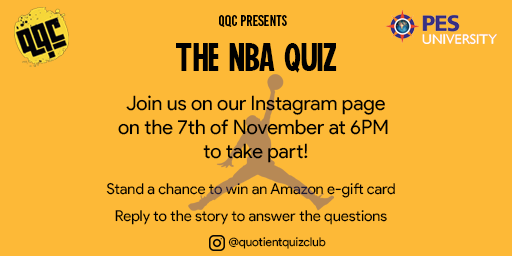 QQC PRESENTS
QQC
PES
UNIVERSITY
THE NBA QUIZ
Join us on our Instagram page
on the 7th of November at 6PM
to take part!
Stand a chance to win an Amazon e-gift card
Reply to the story to answer the questions
@quotientquizclub